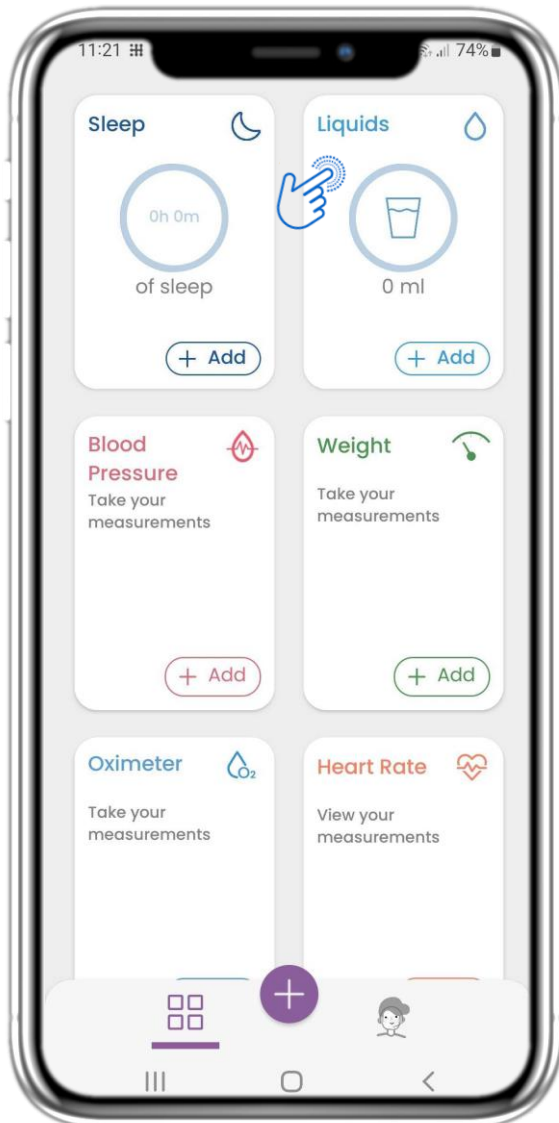 11:21
74%
Sleep
0h 0m
of sleep
+ Add
Liquids
0 ml
+ Add
Blood
Pressure
Take your
measurements
+ Add
Weight
Take your
measurements
+ Add
Oximeter
O2
Take your
measurements
Heart Rate
View your
measurements